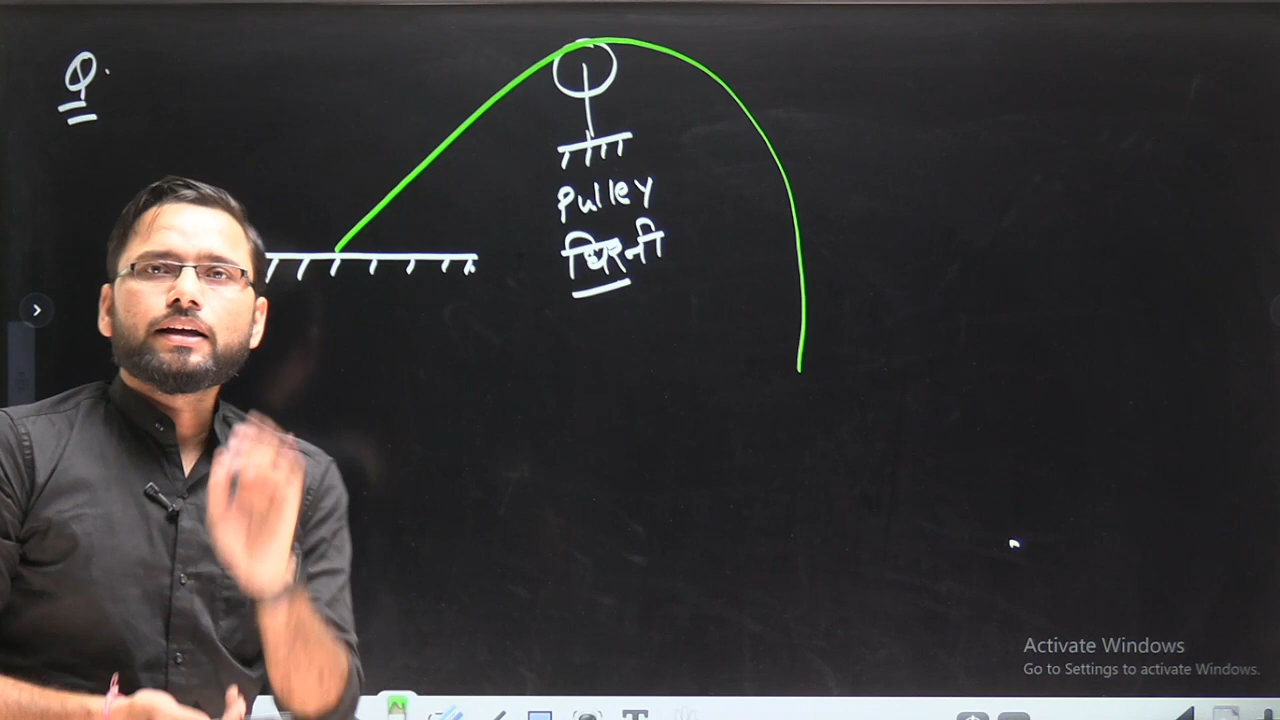 Q.
Pulley
घिरनी
Activate Windows
Go to Settings to activate Windows.